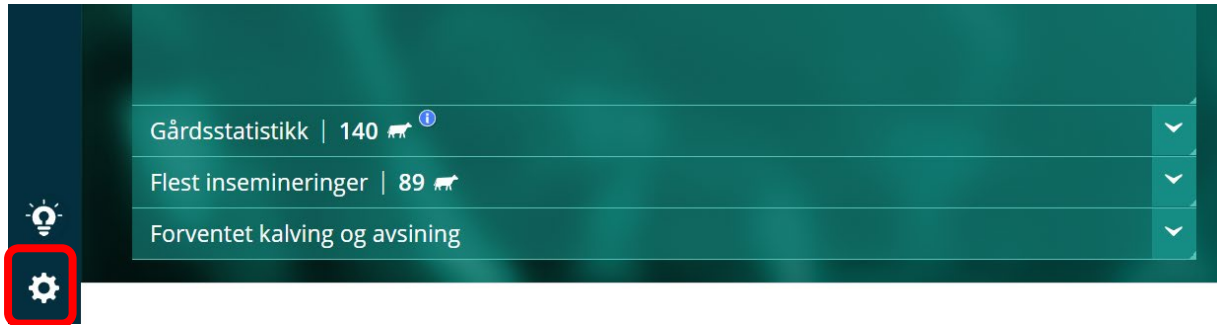 Gårdsstatistikk | 140
Flest insemineringer | 89
Forventet kalving og avsining